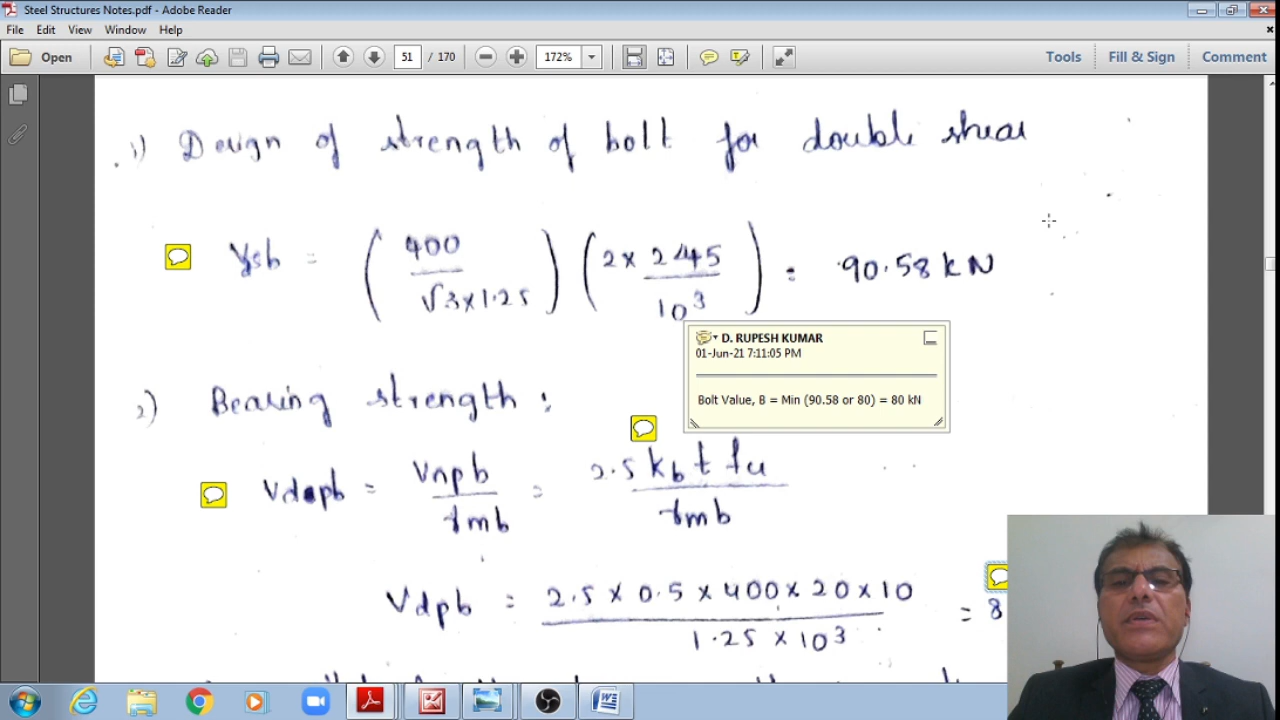 Steel Structures Notes.pdf - Adobe Reader
File Edit View Window Help
Open 51 / 170 172% Tools Fill & Sign Comment
1) Design of strength of bolt for double shear
Vsb = ( 400 / √3 x 1.25 ) ( 2 x 245 / 10³ ) = 90.58 kN
D. RUPESH KUMAR
01-Jun-21 7:11:05 PM
Bolt Value, B = Min (90.58 or 80) = 80 kN
2) Bearing strength :
Vdpb = Vnpb / γmb = 2.5 kb t fu / γmb
Vdpb = 2.5 x 0.5 x 400 x 20 x 10 / 1.25 x 10³ = 8